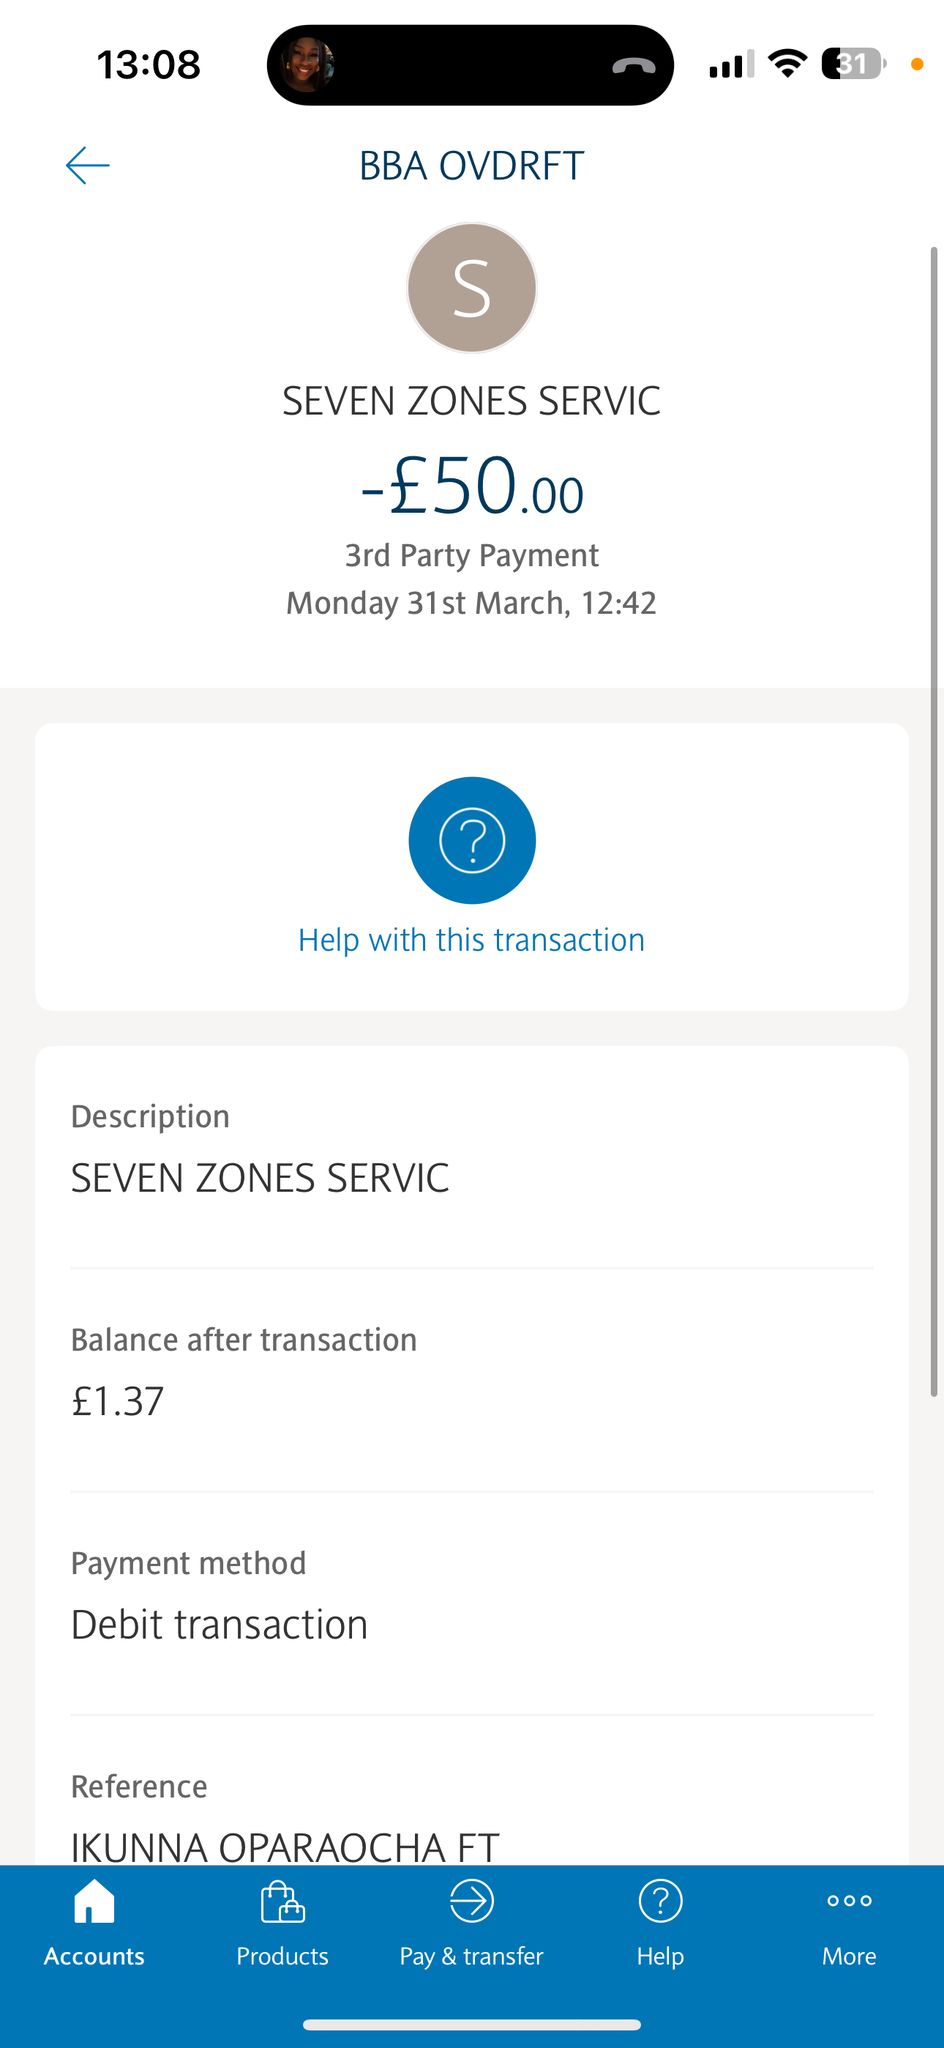 13:08
31
BBA OVDRFT
S
SEVEN ZONES SERVIC
-£50.00
3rd Party Payment
Monday 31st March, 12:42
?
Help with this transaction
Description
SEVEN ZONES SERVIC
Balance after transaction
£1.37
Payment method
Debit transaction
Reference
IKUNNA OPARAOCHA FT
Accounts
Products
Pay & transfer
?
Help
More